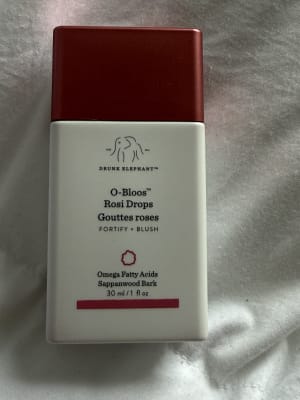 DRUNK ELEPHANT™
O-Bloos™
Rosi Drops
Gouttes roses
FORTIFY + BLUSH
Omega Fatty Acids
Sappanwood Bark
30 ml / 1 fl oz